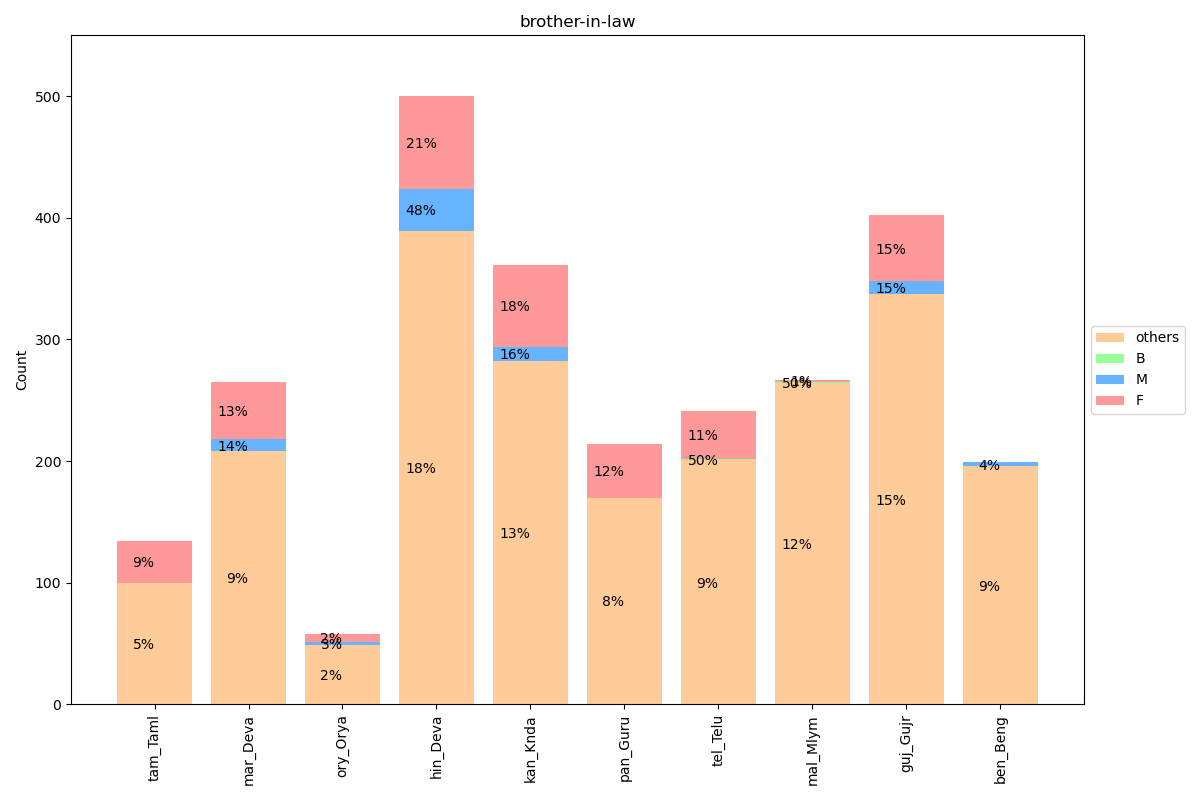 brother-in-law
Count
500
400
300
200
100
0
9%
5%
13%
14%
9%
2%
3%
2%
21%
48%
18%
18%
16%
13%
12%
8%
11%
50%
9%
1%
50%
12%
15%
15%
15%
4%
9%
tam_Taml
mar_Deva
ory_Orya
hin_Deva
kan_Knda
pan_Guru
tel_Telu
mal_Mlym
guj_Gujr
ben_Beng
others
B
M
F